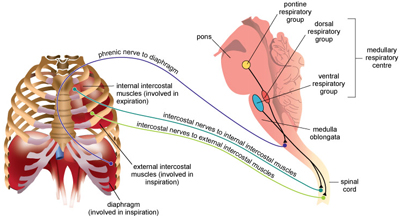 pontine
respiratory
group
dorsal
respiratory
group
pons
medullary
respiratory
centre
phrenic nerve to diaphragm
ventral
respiratory
group
internal intercostal
muscles (involved in
expiration)
intercostal nerves to internal intercostal muscles
intercostal nerves to external intercostal muscles
medulla
oblongata
external intercostal
muscles (involved in
inspiration)
spinal
cord
diaphragm
(involved in inspiration)